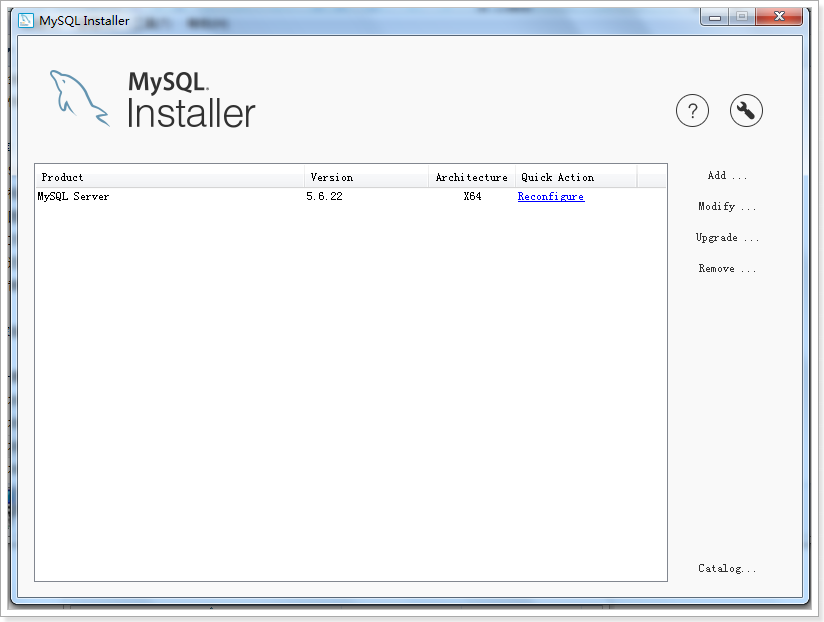 MySQL Installer
MySQL.
Installer
?
Product Version Architecture Quick Action
MySQL Server 5.6.22 X64 Reconfigure
Add ...
Modify ...
Upgrade ...
Remove ...
Catalog...